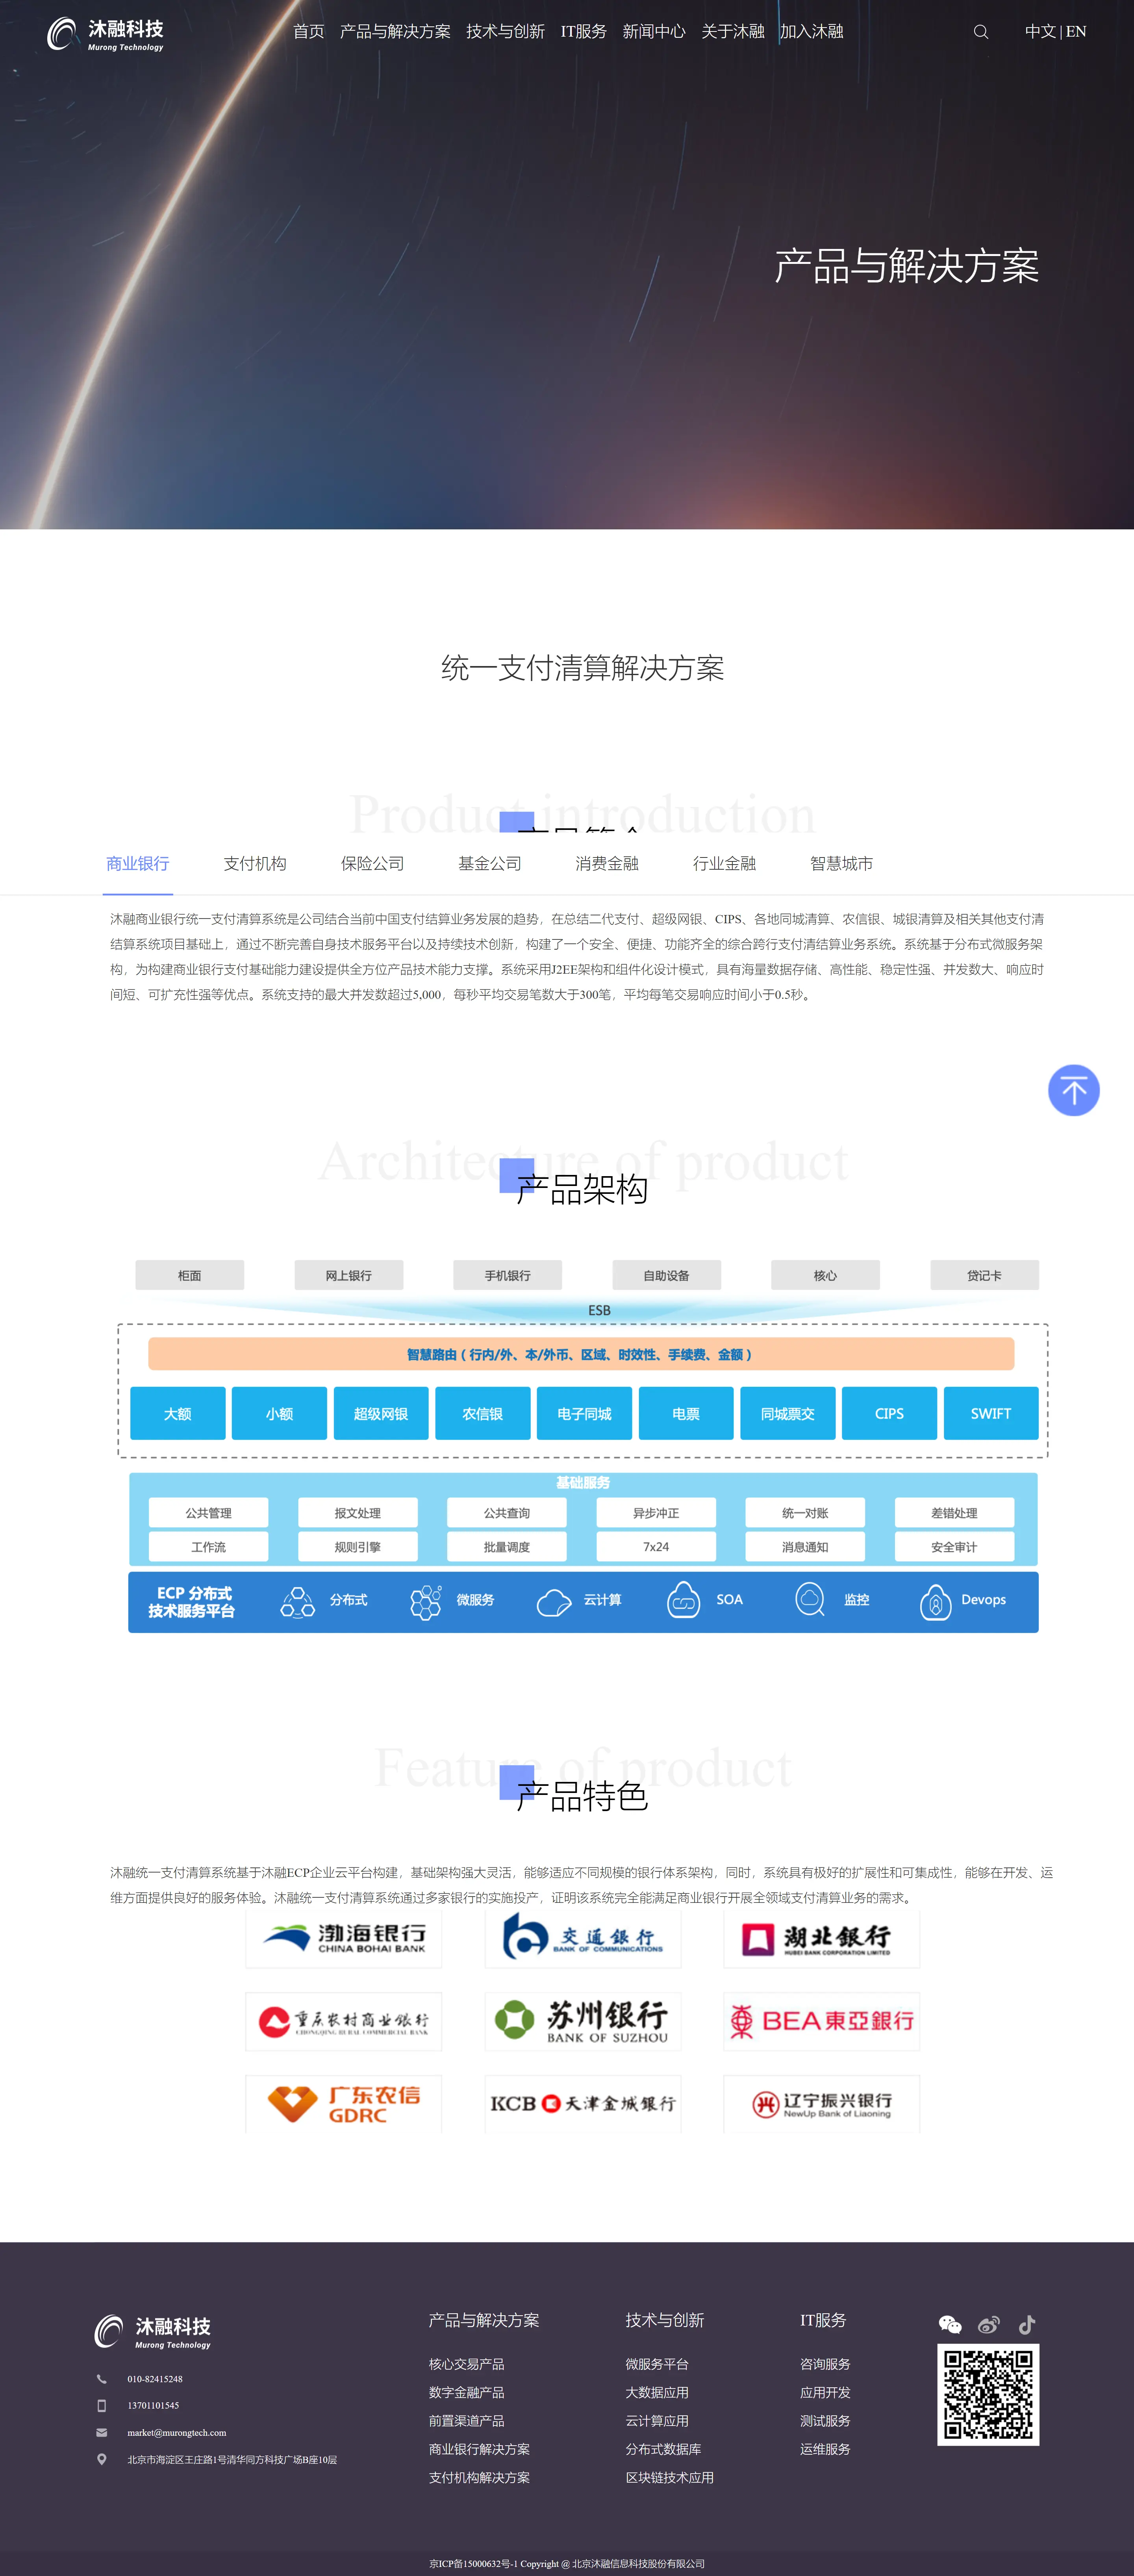 沐融科技
Murong Technology
首页 产品与解决方案 技术与创新 IT服务 新闻中心 关于沐融 加入沐融
中文 | EN
产品与解决方案
统一支付清算解决方案
Product introduction
商业银行 支付机构 保险公司 基金公司 消费金融 行业金融 智慧城市
沐融商业银行统一支付清算系统是公司结合当前中国支付结算业务发展的趋势，在总结二代支付、超级网银、CIPS、各地同城清算、农信银、城银清算及相关其他支付清
结算系统项目基础上，通过不断完善自身技术服务平台以及持续技术创新，构建了一个安全、便捷、功能齐全的综合跨行支付清结算业务系统。系统基于分布式微服务架
构，为构建商业银行支付基础能力建设提供全方位产品技术能力支撑。系统采用J2EE架构和组件化设计模式，具有海量数据存储、高性能、稳定性强、并发数大、响应时
间短、可扩充性强等优点。系统支持的最大并发数超过5,000，每秒平均交易笔数大于300笔，平均每笔交易响应时间小于0.5秒。
Architecture of product
产品架构
柜面 网上银行 手机银行 自助设备 核心 贷记卡
ESB
智慧路由（行内/外、本/外币、区域、时效性、手续费、金额）
大额 小额 超级网银 农信银 电子同城 电票 同城票交 CIPS SWIFT
基础服务
公共管理 报文处理 公共查询 异步冲正 统一对账 差错处理
工作流 规则引擎 批量调度 7x24 消息通知 安全审计
ECP 分布式
技术服务平台
分布式 微服务 云计算 SOA 监控 Devops
Feature of product
产品特色
沐融统一支付清算系统基于沐融ECP企业云平台构建，基础架构强大灵活，能够适应不同规模的银行体系架构，同时，系统具有极好的扩展性和可集成性，能够在开发、运
维方面提供良好的服务体验。沐融统一支付清算系统通过多家银行的实施投产，证明该系统完全能满足商业银行开展全领域支付清算业务的需求。
渤海银行
CHINA BOHAI BANK
交通银行
BANK OF COMMUNICATIONS
湖北银行
HUBEI BANK CORPORATION LIMITED
重庆农村商业银行
CHONGQING RURAL COMMERCIAL BANK
苏州银行
BANK OF SUZHOU
BEA東亞銀行
广东农信
GDRC
KCB 天津金城银行
辽宁振兴银行
NewUp Bank of Liaoning
沐融科技
Murong Technology
010-82415248
13701101545
market@murongtech.com
北京市海淀区王庄路1号清华同方科技广场B座10层
产品与解决方案
核心交易产品
数字金融产品
前置渠道产品
商业银行解决方案
支付机构解决方案
技术与创新
微服务平台
大数据应用
云计算应用
分布式数据库
区块链技术应用
IT服务
咨询服务
应用开发
测试服务
运维服务
京ICP备15000632号-1 Copyright @ 北京沐融信息科技股份有限公司